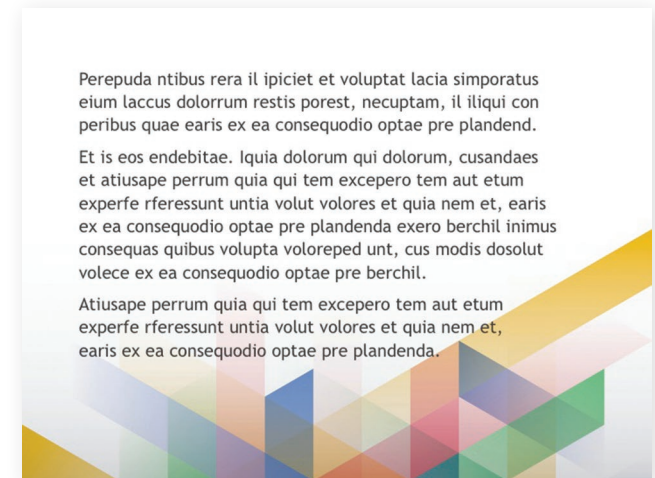 Perepuda ntibus rera il ipiciet et voluptat lacia simporatus
eium laccus dolorrum restis porest, necuptam, il iliqui con
peribus quae earis ex ea consequodio optae pre plandend.
Et is eos endebitae. Iquia dolorum qui dolorum, cusandaes
et atiusape perrum quia qui tem excepero tem aut etum
experfe rferessunt untia volut volores et quia nem et, earis
ex ea consequodio optae pre plandenda exero berchil inimus
consequas quibus volupta voloreped unt, cus modis dosolut
volece ex ea consequodio optae pre berchil.
Atiusape perrum quia qui tem excepero tem aut etum
experfe rferessunt untia volut volores et quia nem et,
earis ex ea consequodio optae pre plandenda.